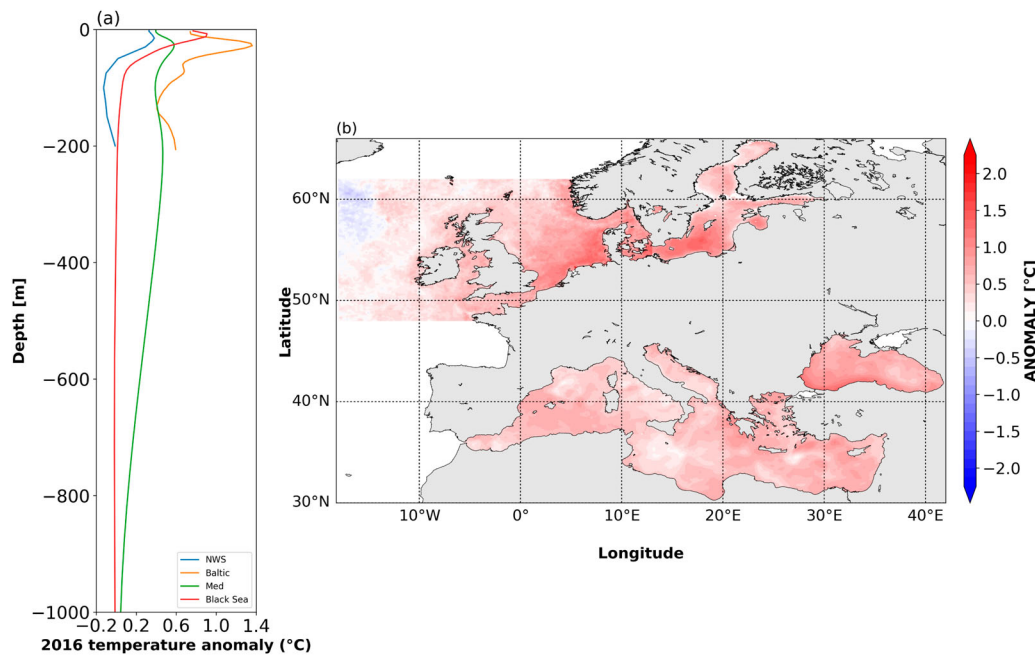 (a)
0
−200
−400
−600
−800
−1000
Depth [m]
−0.2 0.2 0.6 1.0 1.4
2016 temperature anomaly (°C)
NWS
Baltic
Med
Black Sea
(b)
60°N
50°N
40°N
30°N
Latitude
10°W 0° 10°E 20°E 30°E 40°E
Longitude
2.0
1.5
1.0
0.5
0.0
−0.5
−1.0
−1.5
−2.0
ANOMALY [°C]